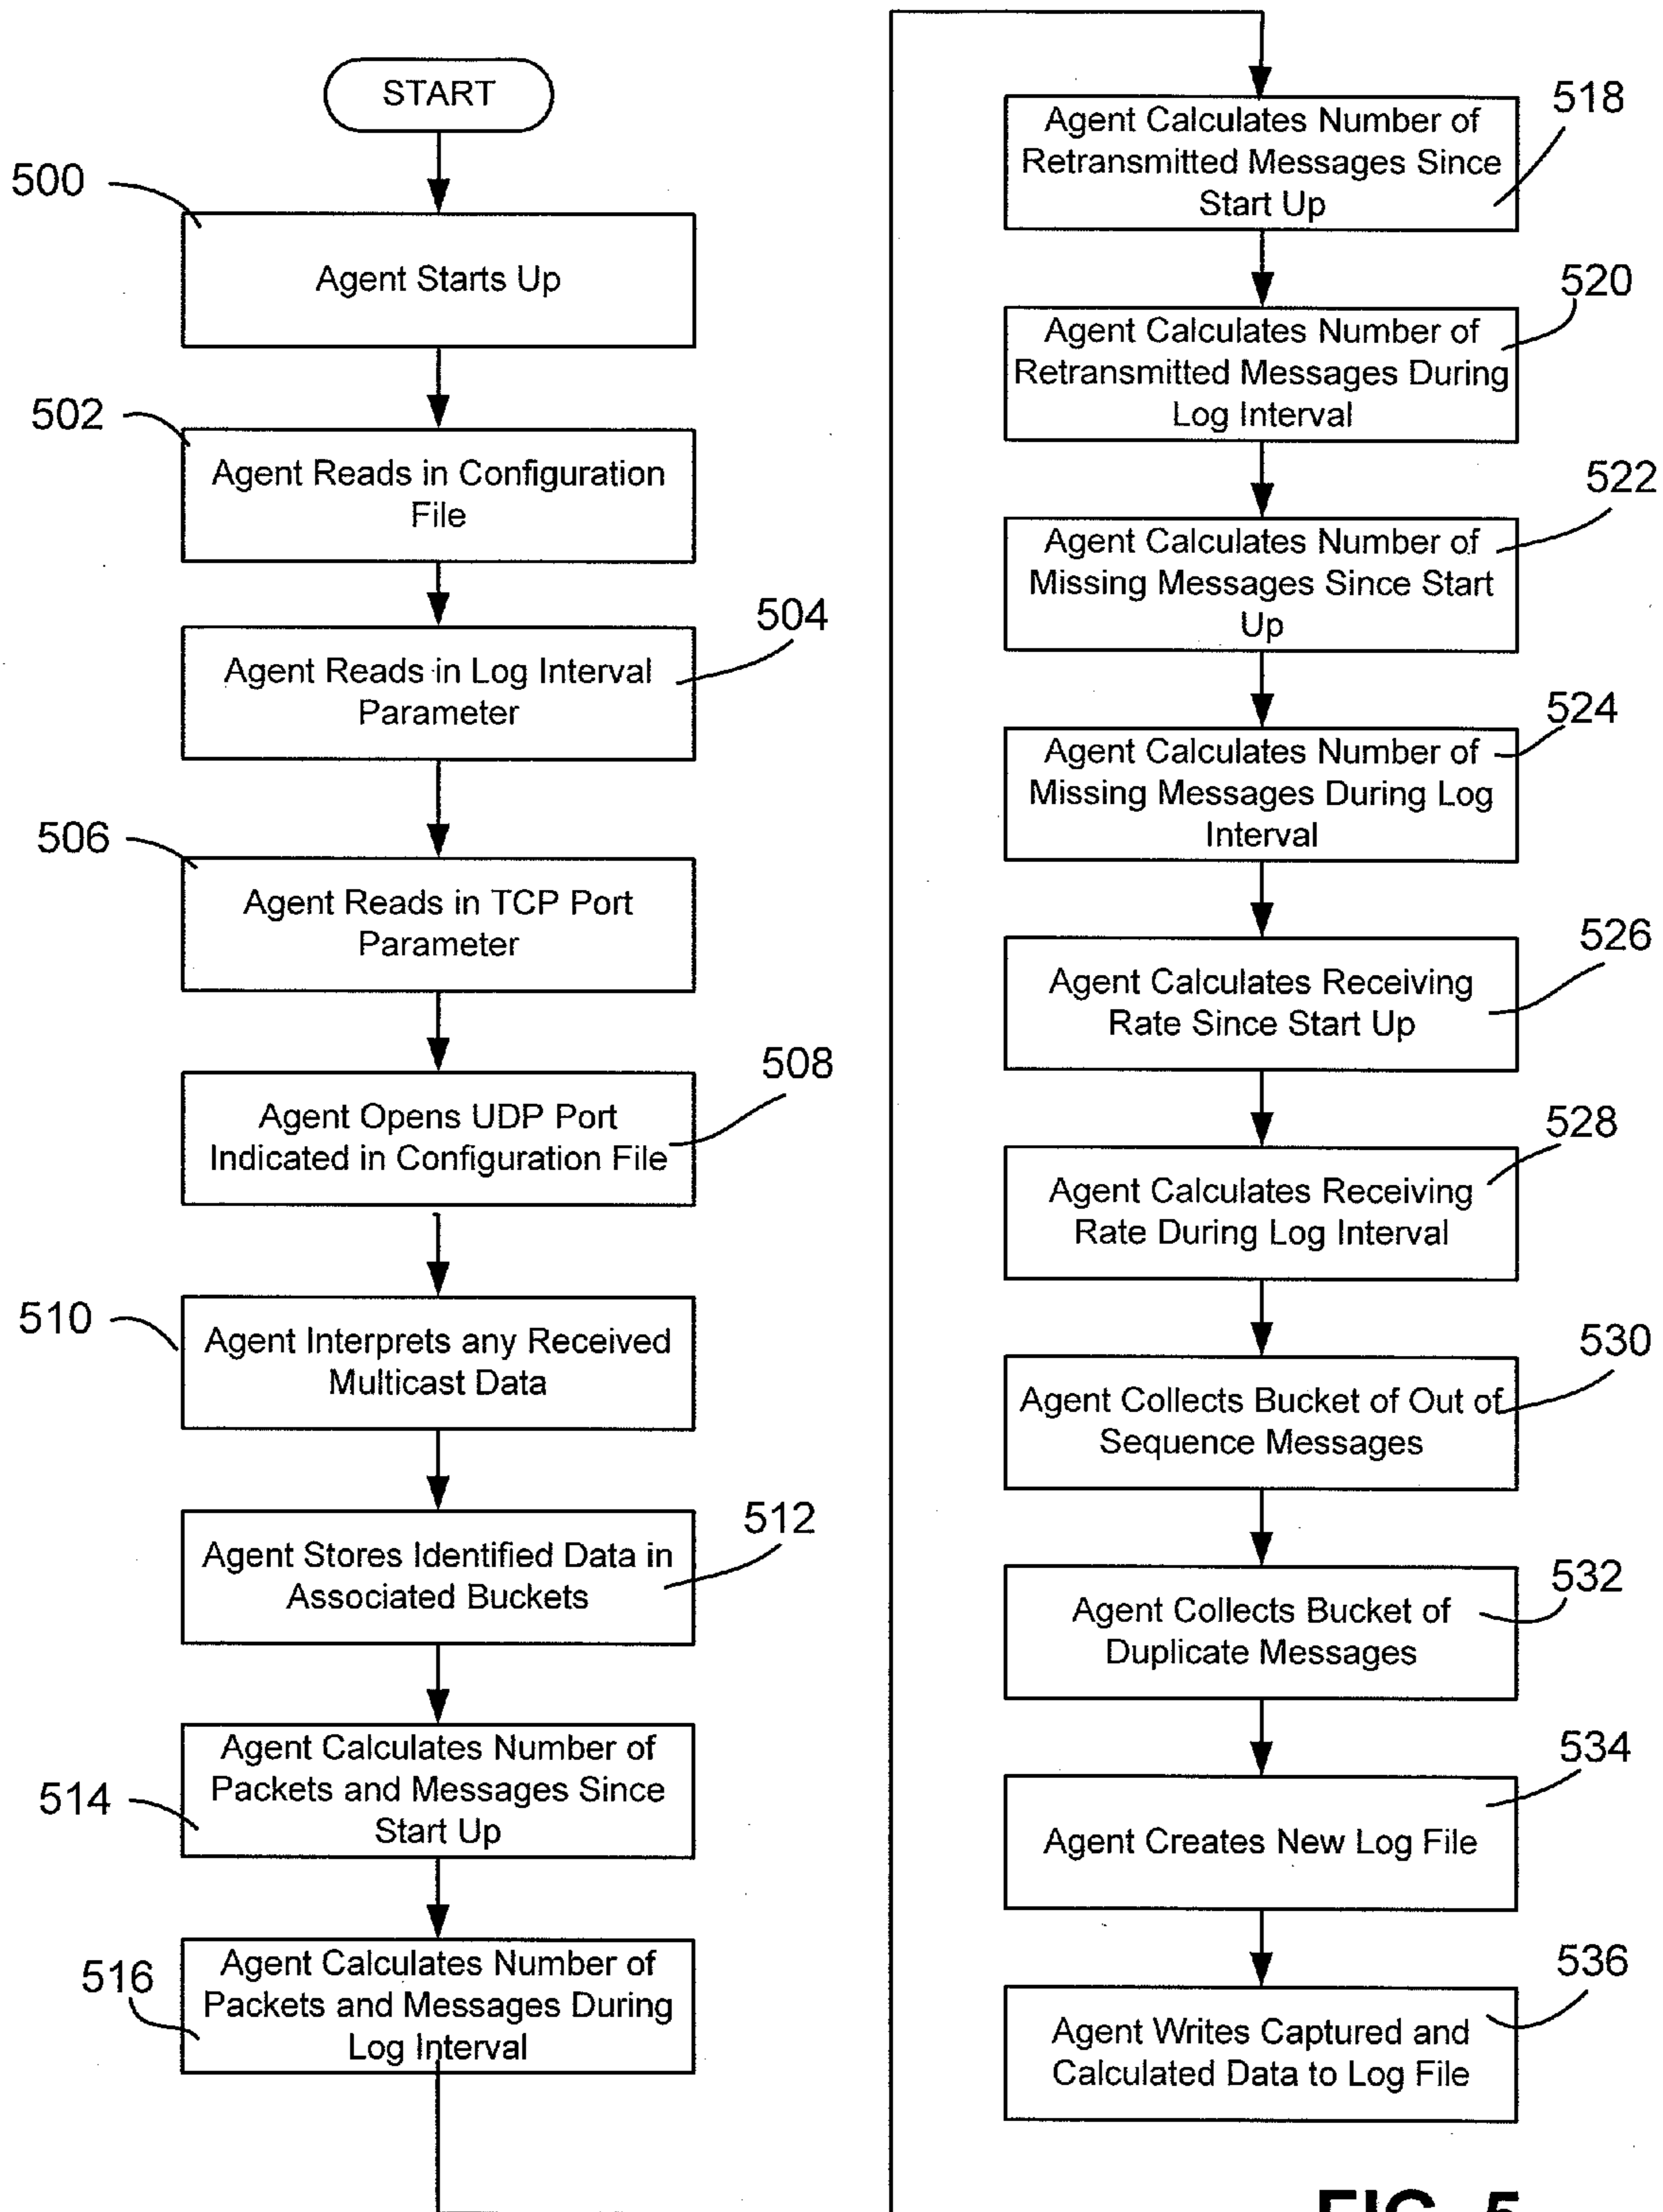 START
500
Agent Starts Up
502
Agent Reads in Configuration
File
504
Agent Reads in Log Interval
Parameter
506
Agent Reads in TCP Port
Parameter
508
Agent Opens UDP Port
Indicated in Configuration File
510
Agent Interprets any Received
Multicast Data
512
Agent Stores Identified Data in
Associated Buckets
514
Agent Calculates Number of
Packets and Messages Since
Start Up
516
Agent Calculates Number of
Packets and Messages During
Log Interval
518
Agent Calculates Number of
Retransmitted Messages Since
Start Up
520
Agent Calculates Number of
Retransmitted Messages During
Log Interval
522
Agent Calculates Number of
Missing Messages Since Start
Up
524
Agent Calculates Number of
Missing Messages During Log
Interval
526
Agent Calculates Receiving
Rate Since Start Up
528
Agent Calculates Receiving
Rate During Log Interval
530
Agent Collects Bucket of Out of
Sequence Messages
532
Agent Collects Bucket of
Duplicate Messages
534
Agent Creates New Log File
536
Agent Writes Captured and
Calculated Data to Log File
FIG. 5